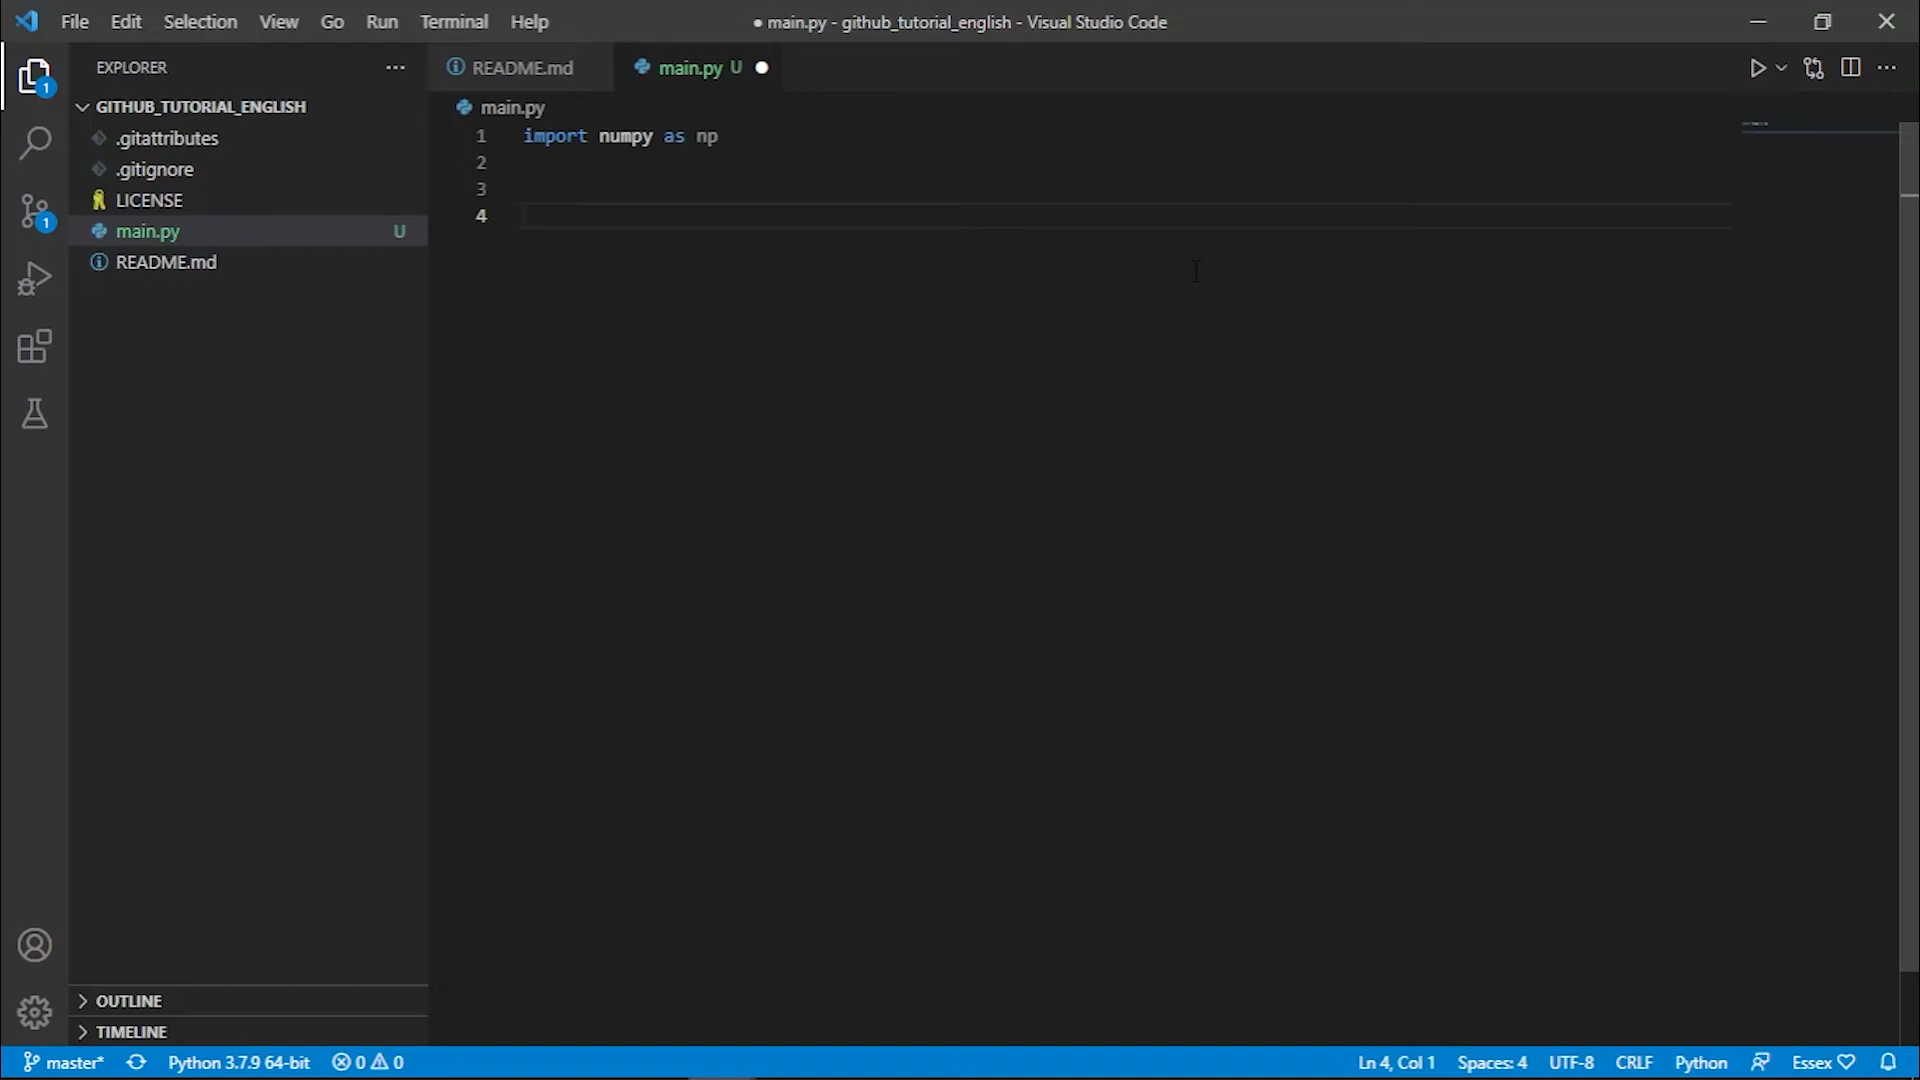 File Edit Selection View Go Run Terminal Help
● main.py - github_tutorial_english - Visual Studio Code
EXPLORER
README.md
main.py U
1
GITHUB_TUTORIAL_ENGLISH
main.py
.gitattributes
1 import numpy as np
.gitignore
2
LICENSE
3
main.py U
4
1
README.md
OUTLINE
TIMELINE
master* Python 3.7.9 64-bit 0 0 Ln 4, Col 1 Spaces: 4 UTF-8 CRLF Python Essex